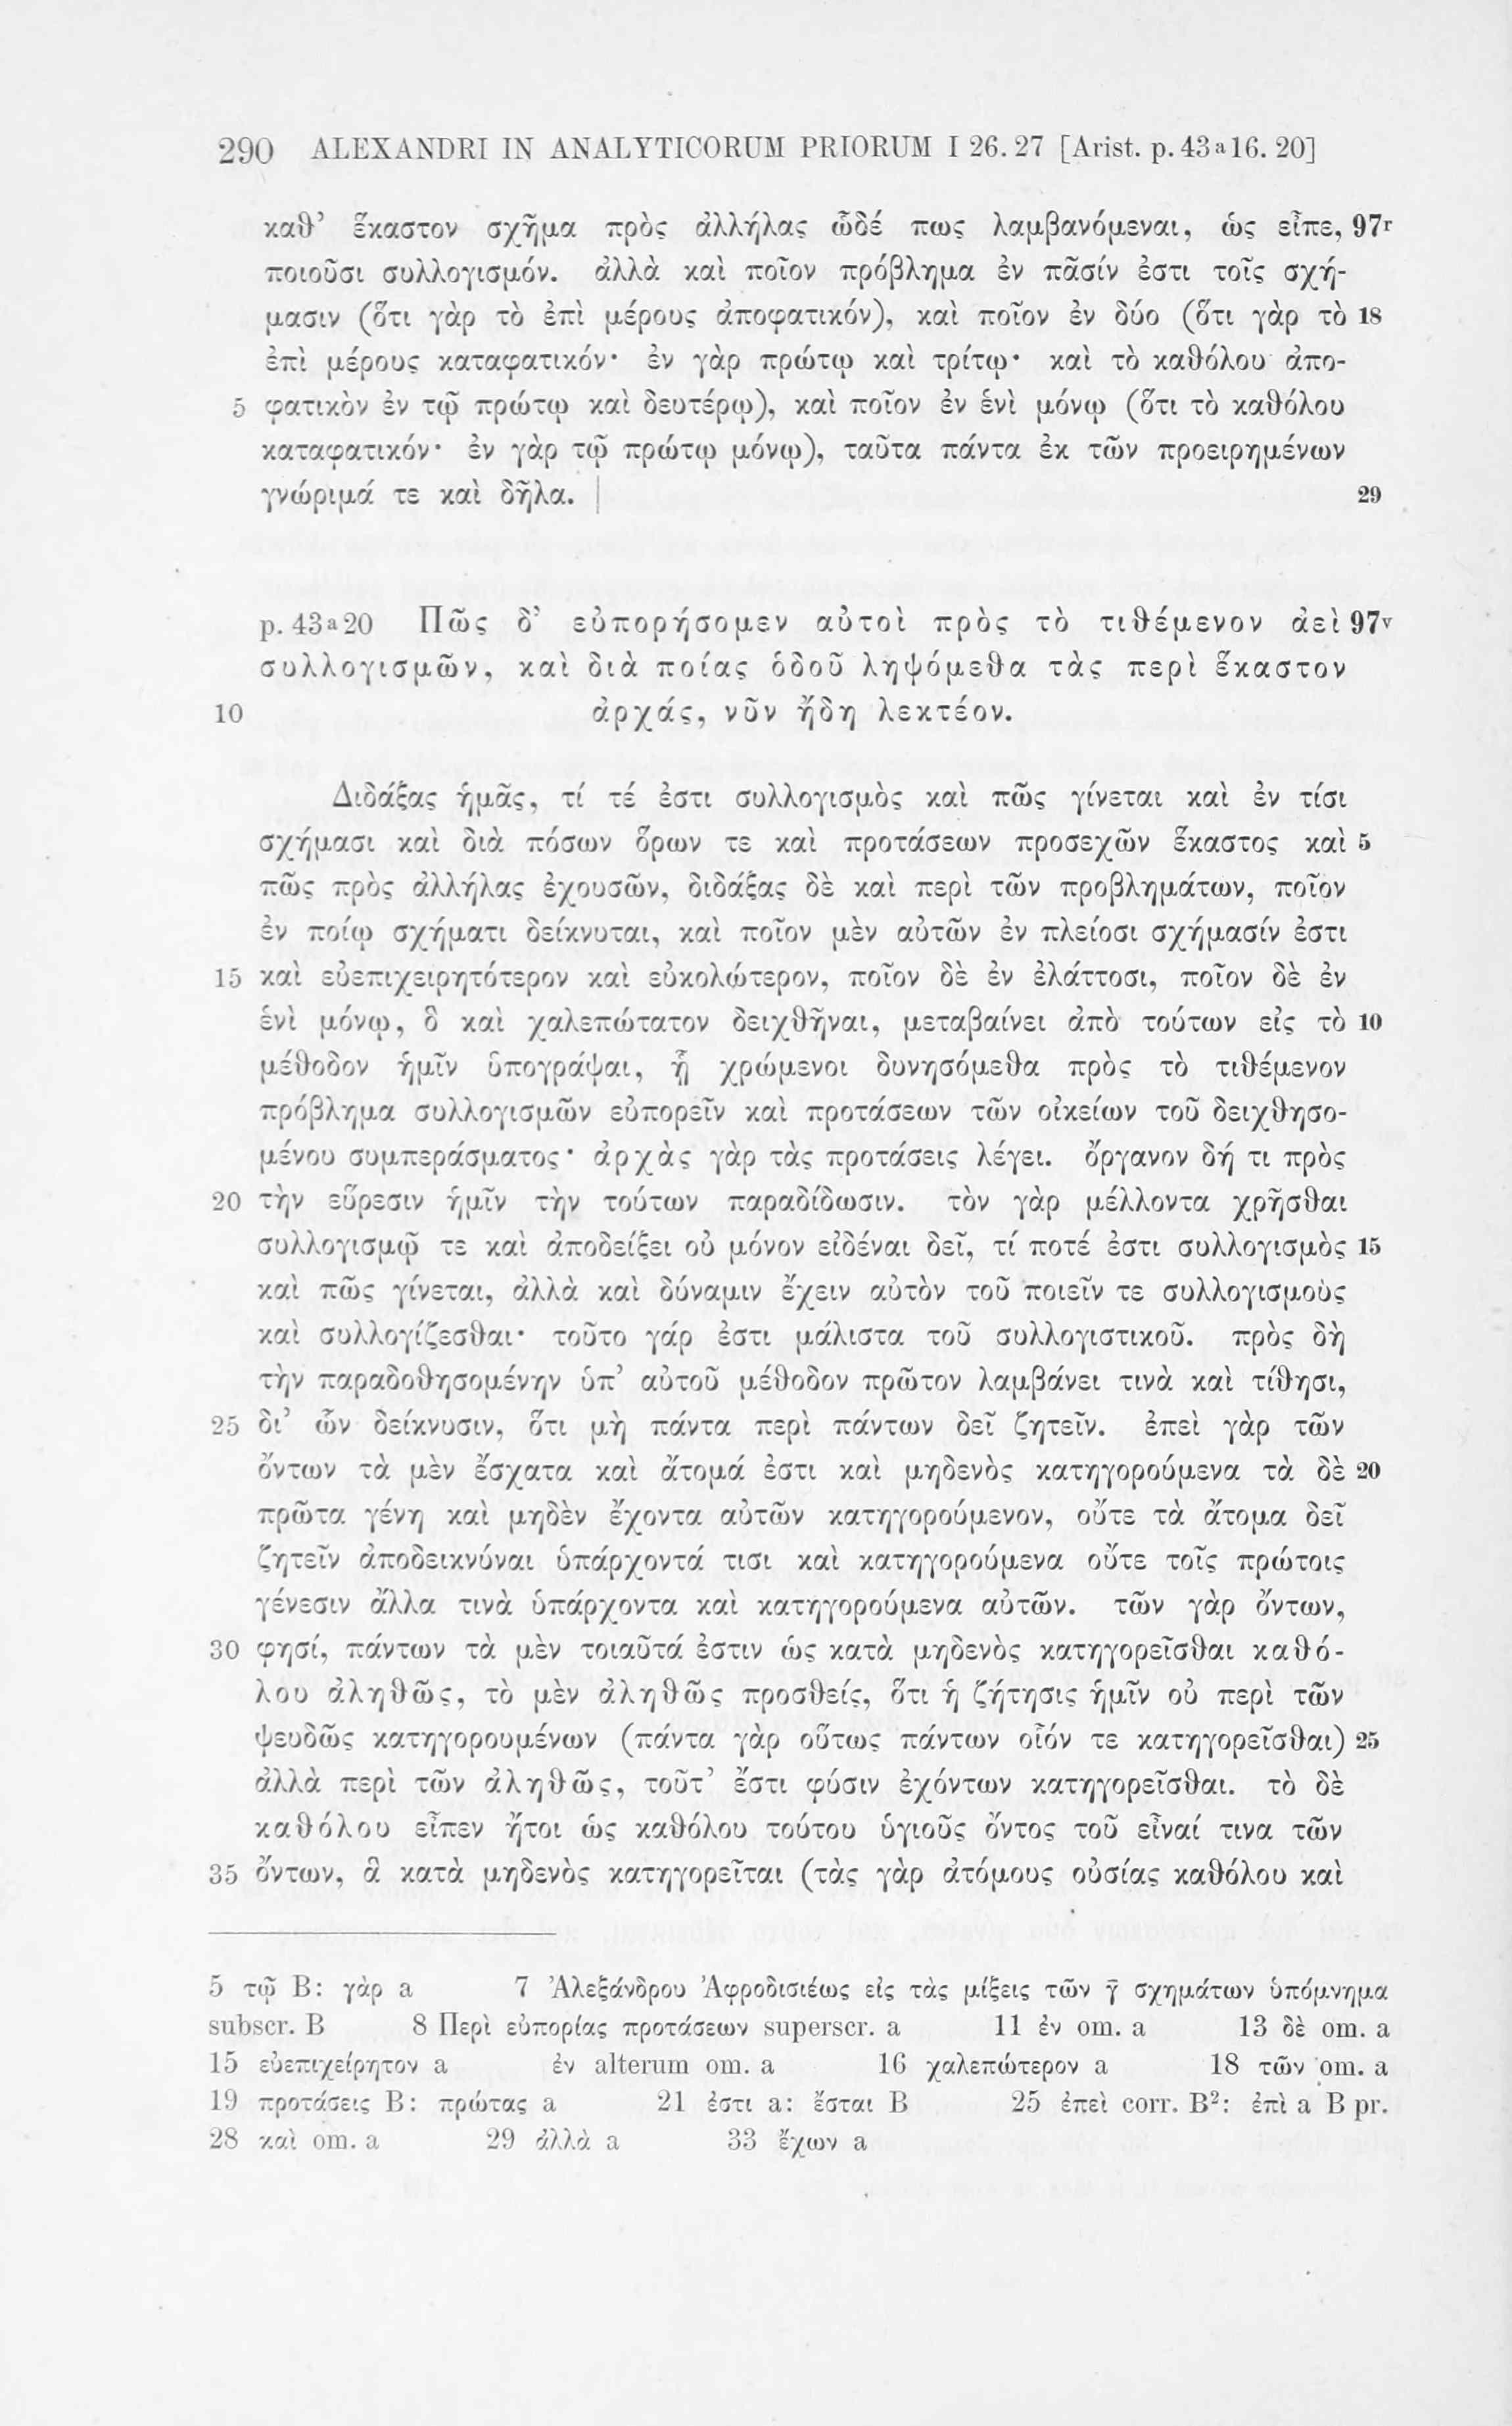 290 ALEXANDRI IN ANALYTICORUM PRIORUM I 26. 27 [Arist. p. 43a16. 20]
καθ’ ἕκαστον σχῆμα πρὸς ἀλλήλας ὧδέ πως λαμβανόμεναι, ὡς εἶπε, 97r
ποιοῦσι συλλογισμόν. ἀλλὰ καὶ ποῖον πρόβλημα ἐν πᾶσίν ἐστι τοῖς σχή-
μασιν (ὅτι γὰρ τὸ ἐπὶ μέρους ἀποφατικόν), καὶ ποῖον ἐν δύο (ὅτι γὰρ τὸ 18
ἐπὶ μέρους καταφατικόν· ἐν γὰρ πρώτῳ καὶ τρίτῳ· καὶ τὸ καθόλου ἀπο-
5 φατικὸν ἐν τῷ πρώτῳ καὶ δευτέρῳ), καὶ ποῖον ἐν ἑνὶ μόνῳ (ὅτι τὸ καθόλου
καταφατικόν· ἐν γὰρ τῷ πρώτῳ μόνῳ), ταῦτα πάντα ἐκ τῶν προειρημένων
γνώριμά τε καὶ δῆλα. | 29
p. 43a20 Πῶς δ’ εὐπορήσομεν αὐτοὶ πρὸς τὸ τιθέμενον ἀεὶ 97v
συλλογισμῶν, καὶ διὰ ποίας ὁδοῦ ληψόμεθα τὰς περὶ ἕκαστον
10 ἀρχάς, νῦν ἤδη λεκτέον.
Διδάξας ἡμᾶς, τί τέ ἐστι συλλογισμὸς καὶ πῶς γίνεται καὶ ἐν τίσι
σχήμασι καὶ διὰ πόσων ὅρων τε καὶ προτάσεων προσεχῶν ἕκαστος καὶ 5
πῶς πρὸς ἀλλήλας ἐχουσῶν, διδάξας δὲ καὶ περὶ τῶν προβλημάτων, ποῖον
ἐν ποίῳ σχήματι δείκνυται, καὶ ποῖον μὲν αὐτῶν ἐν πλείοσι σχήμασίν ἐστι
15 καὶ εὐεπιχειρητότερον καὶ εὐκολώτερον, ποῖον δὲ ἐν ἐλάττοσι, ποῖον δὲ ἐν
ἑνὶ μόνῳ, ὃ καὶ χαλεπώτατον δειχθῆναι, μεταβαίνει ἀπὸ τούτων εἰς τὸ 10
μέθοδον ἡμῖν ὑπογράψαι, ᾗ χρώμενοι δυνησόμεθα πρὸς τὸ τιθέμενον
πρόβλημα συλλογισμῶν εὐπορεῖν καὶ προτάσεων τῶν οἰκείων τοῦ δειχθησο-
μένου συμπεράσματος· ἀρχὰς γὰρ τὰς προτάσεις λέγει. ὄργανον δή τι πρὸς
20 τὴν εὕρεσιν ἡμῖν τὴν τούτων παραδίδωσιν. τὸν γὰρ μέλλοντα χρῆσθαι
συλλογισμῷ τε καὶ ἀποδείξει οὐ μόνον εἰδέναι δεῖ, τί ποτέ ἐστι συλλογισμὸς 15
καὶ πῶς γίνεται, ἀλλὰ καὶ δύναμιν ἔχειν αὐτὸν τοῦ ποιεῖν τε συλλογισμοὺς
καὶ συλλογίζεσθαι· τοῦτο γάρ ἐστι μάλιστα τοῦ συλλογιστικοῦ. πρὸς δὴ
τὴν παραδοθησομένην ὑπ’ αὐτοῦ μέθοδον πρῶτον λαμβάνει τινὰ καὶ τίθησι,
25 δι’ ὧν δείκνυσιν, ὅτι μὴ πάντα περὶ πάντων δεῖ ζητεῖν. ἐπεὶ γὰρ τῶν
ὄντων τὰ μὲν ἔσχατα καὶ ἄτομά ἐστι καὶ μηδενὸς κατηγορούμενα τὰ δὲ 20
πρῶτα γένη καὶ μηδὲν ἔχοντα αὐτῶν κατηγορούμενον, οὔτε τὰ ἄτομα δεῖ
ζητεῖν ἀποδεικνύναι ὑπάρχοντά τισι καὶ κατηγορούμενα οὔτε τοῖς πρώτοις
γένεσιν ἄλλα τινὰ ὑπάρχοντα καὶ κατηγορούμενα αὐτῶν. τῶν γὰρ ὄντων,
30 φησί, πάντων τὰ μὲν τοιαῦτά ἐστιν ὡς κατὰ μηδενὸς κατηγορεῖσθαι καθό-
λου ἀληθῶς, τὸ μὲν ἀληθῶς προσθείς, ὅτι ἡ ζήτησις ἡμῖν οὐ περὶ τῶν
ψευδῶς κατηγορουμένων (πάντα γὰρ οὕτως πάντων οἷόν τε κατηγορεῖσθαι) 25
ἀλλὰ περὶ τῶν ἀληθῶς, τοῦτ’ ἔστι φύσιν ἐχόντων κατηγορεῖσθαι. τὸ δὲ
καθόλου εἶπεν ἤτοι ὡς καθόλου τούτου ὑγιοῦς ὄντος τοῦ εἶναί τινα τῶν
35 ὄντων, ἃ κατὰ μηδενὸς κατηγορεῖται (τὰς γὰρ ἀτόμους οὐσίας καθόλου καὶ
5 τῷ B: γὰρ a 7 Ἀλεξάνδρου Ἀφροδισιέως εἰς τὰς μίξεις τῶν γ̅ σχημάτων ὑπόμνημα
subscr. B 8 Περὶ εὐπορίας προτάσεων superscr. a 11 ἐν om. a 13 δὲ om. a
15 εὐεπιχείρητον a ἐν alterum om. a 16 χαλεπώτερον a 18 τῶν om. a
19 προτάσεις B: πρώτας a 21 ἐστι a: ἔσται B 25 ἐπεὶ corr. B2: ἐπὶ a B pr.
28 καὶ om. a 29 ἀλλὰ a 33 ἔχων a